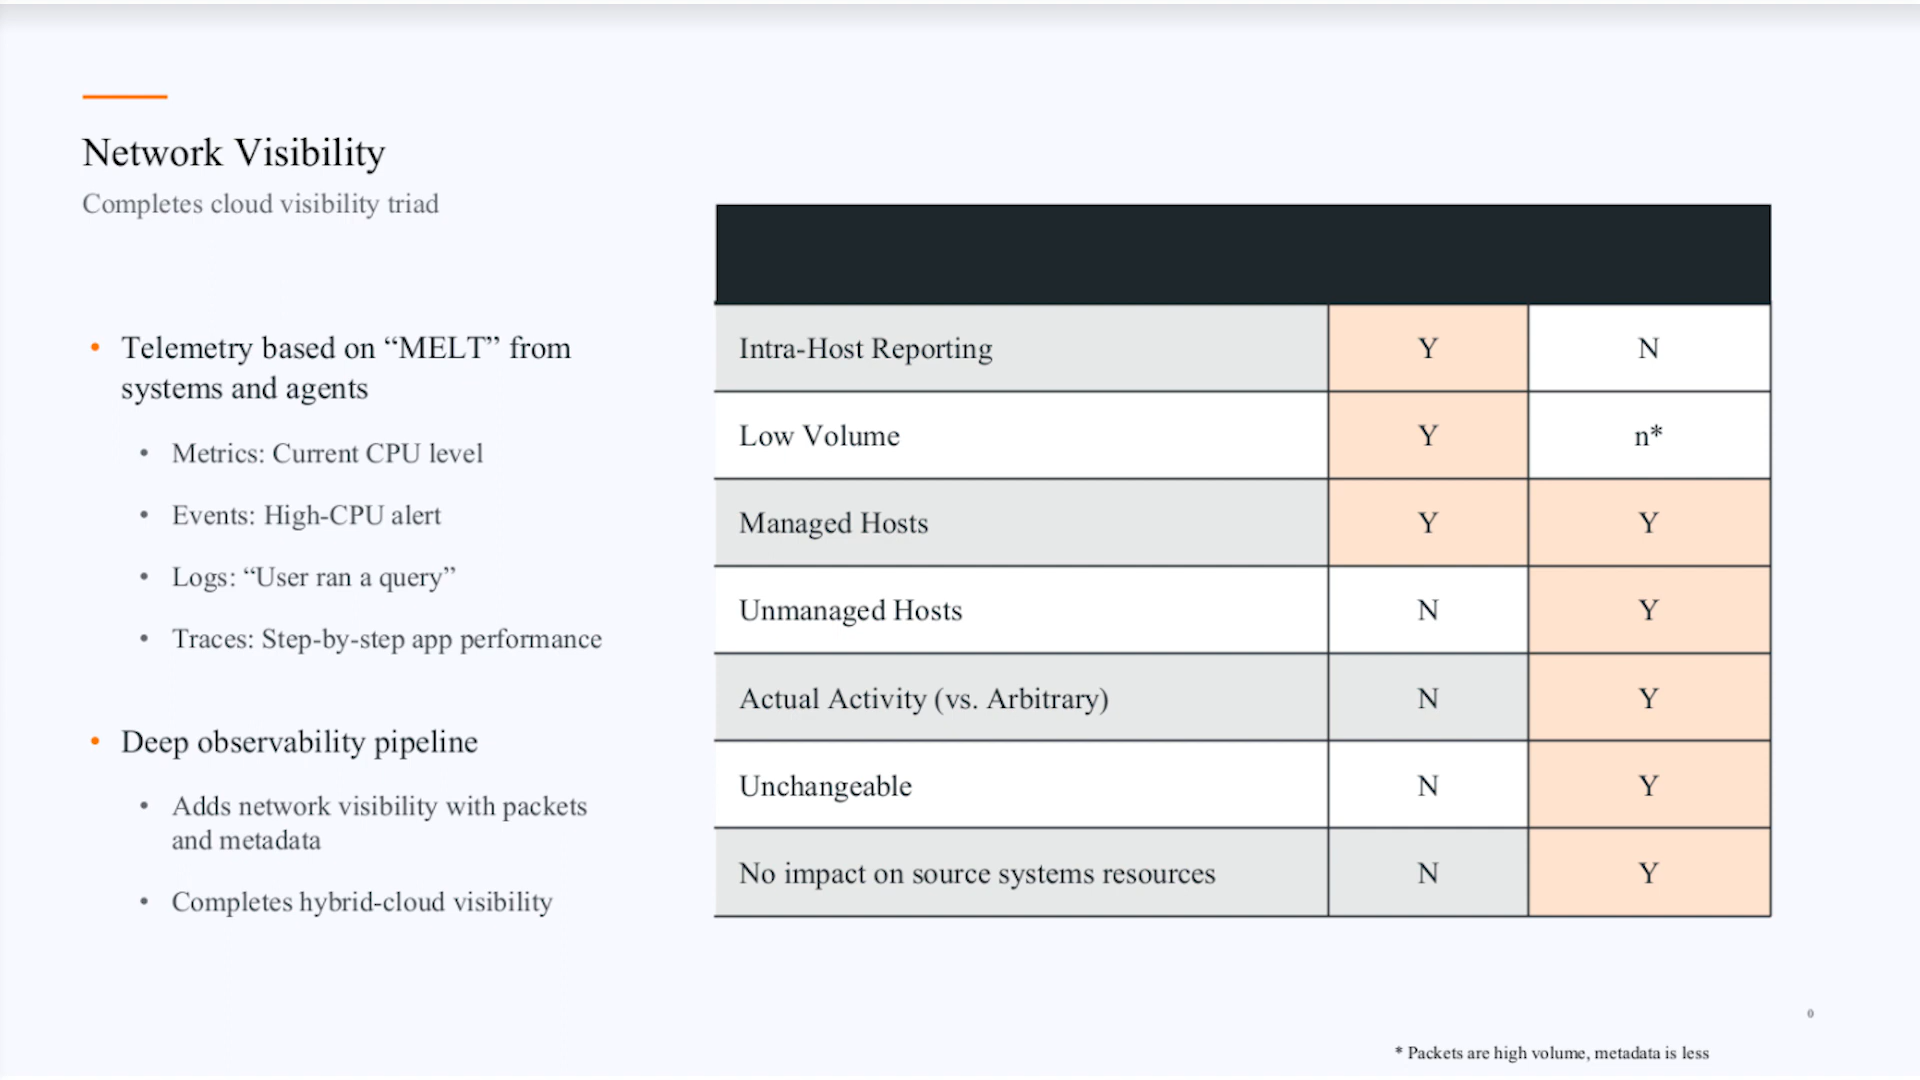 Network Visibility
Completes cloud visibility triad
• Telemetry based on “MELT” from
systems and agents
• Metrics: Current CPU level
• Events: High-CPU alert
• Logs: “User ran a query”
• Traces: Step-by-step app performance
• Deep observability pipeline
• Adds network visibility with packets
and metadata
• Completes hybrid-cloud visibility
Intra-Host Reporting Y N
Low Volume Y n*
Managed Hosts Y Y
Unmanaged Hosts N Y
Actual Activity (vs. Arbitrary) N Y
Unchangeable N Y
No impact on source systems resources N Y
0
* Packets are high volume, metadata is less